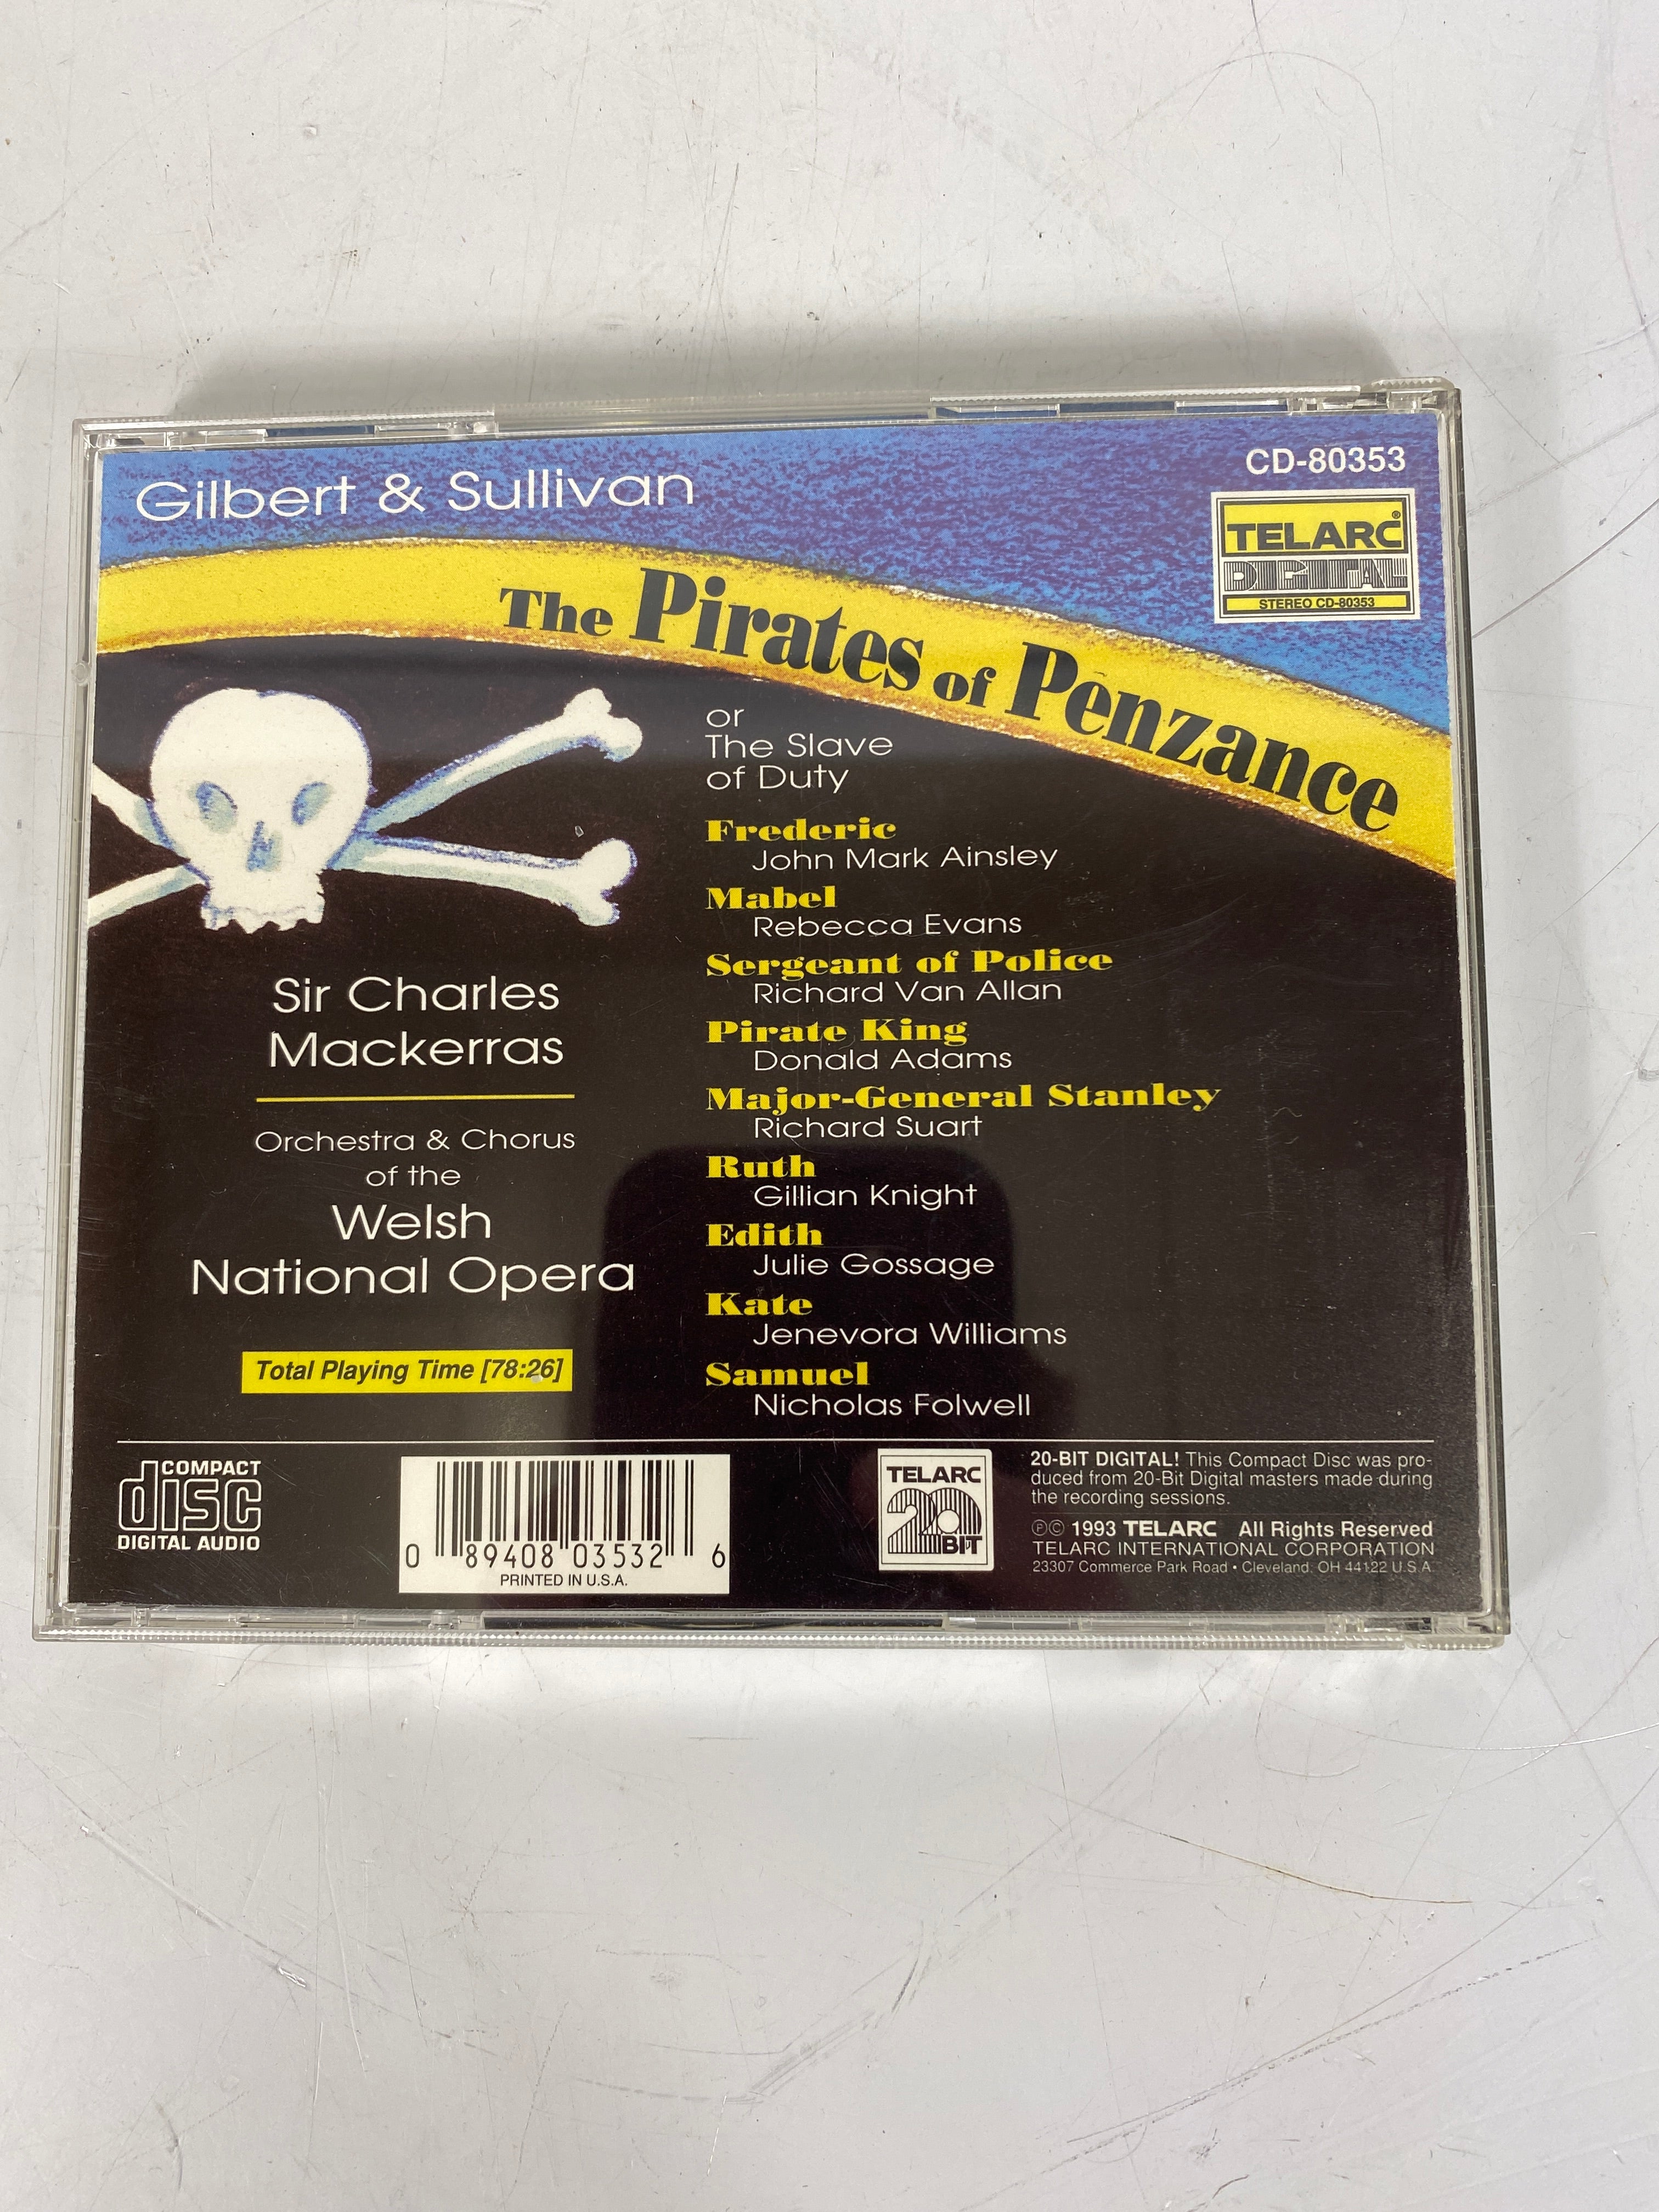 Gilbert & Sullivan
CD-80353
TELARC®
DIGITAL
STEREO CD-80353
The Pirates of Penzance
or
The Slave
of Duty
Frederic
John Mark Ainsley
Mabel
Rebecca Evans
Sergeant of Police
Richard Van Allan
Pirate King
Donald Adams
Major-General Stanley
Richard Suart
Ruth
Gillian Knight
Edith
Julie Gossage
Kate
Jenevora Williams
Samuel
Nicholas Folwell
Sir Charles
Mackerras
Orchestra & Chorus
of the
Welsh
National Opera
Total Playing Time [78:26]
COMPACT
disc
DIGITAL AUDIO
0 89408 03532 6
PRINTED IN U.S.A.
TELARC
20
BIT
20-BIT DIGITAL! This Compact Disc was pro-
duced from 20-Bit Digital masters made during
the recording sessions.
℗© 1993 TELARC All Rights Reserved
TELARC INTERNATIONAL CORPORATION
23307 Commerce Park Road • Cleveland, OH 44122 U.S.A.